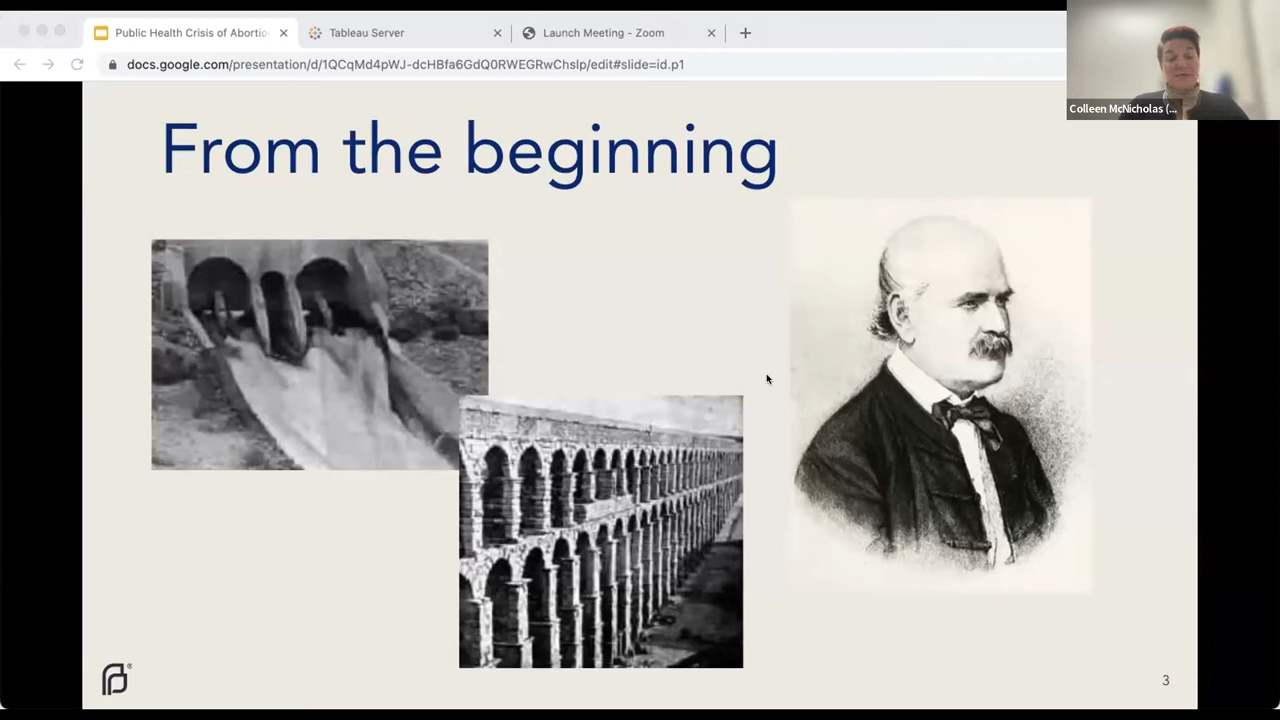 Public Health Crisis of Abortio
Tableau Server
Launch Meeting - Zoom
docs.google.com/presentation/d/1QCqMd4pWJ-dcHBfa6GdQ0RWEGRwChslp/edit#slide=id.p1
Colleen McNicholas (...
From the beginning
3